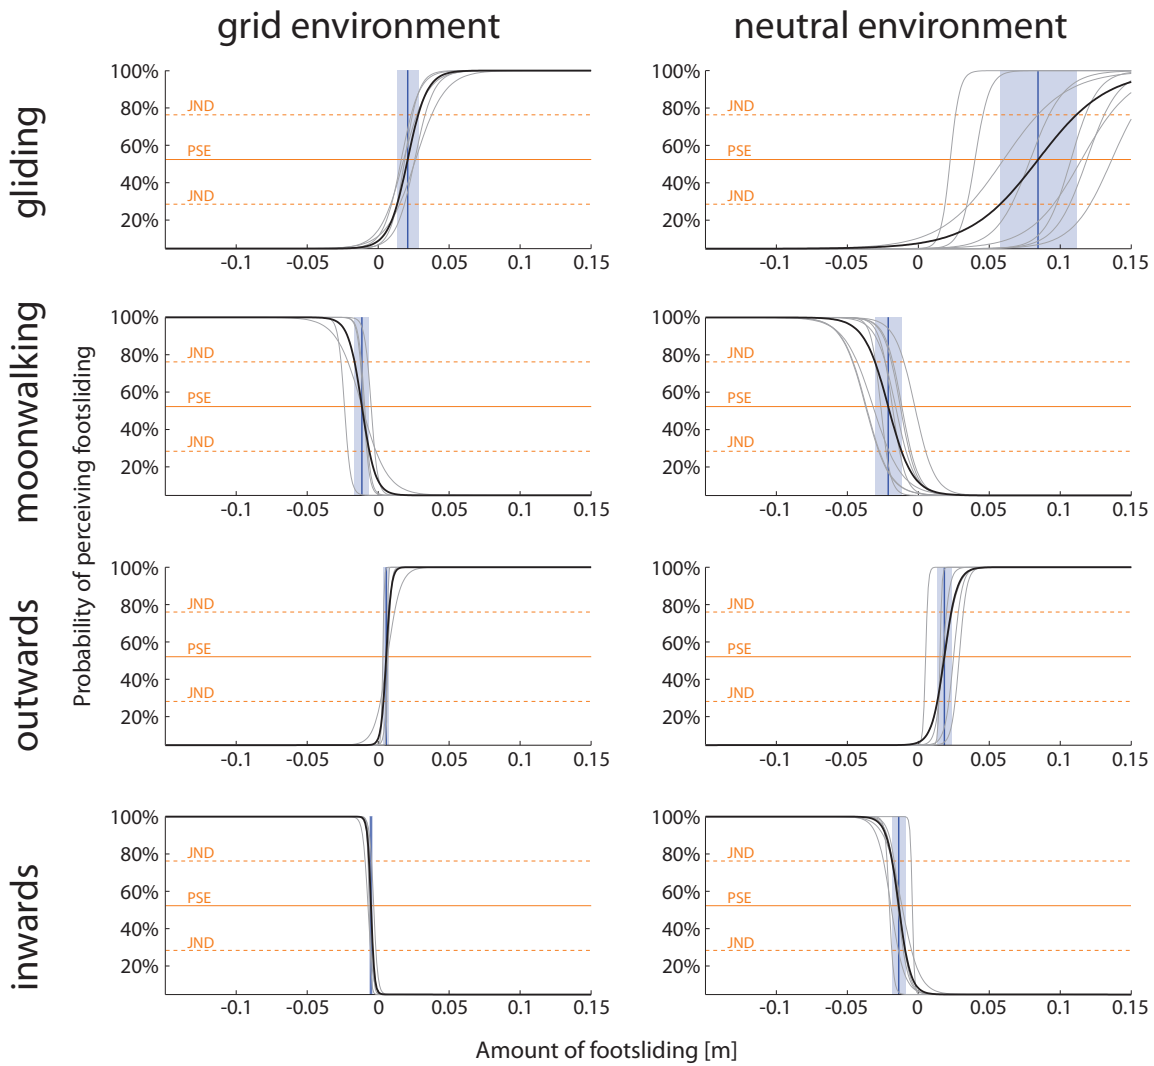 grid environment
neutral environment
gliding
100%
80%
60%
40%
20%
JND
PSE
JND
-0.1 -0.05 0 0.05 0.1 0.15
100%
80%
60%
40%
20%
JND
PSE
JND
-0.1 -0.05 0 0.05 0.1 0.15
moonwalking
Probability of perceiving footsliding
100%
80%
60%
40%
20%
JND
PSE
JND
-0.1 -0.05 0 0.05 0.1 0.15
100%
80%
60%
40%
20%
JND
PSE
JND
-0.1 -0.05 0 0.05 0.1 0.15
outwards
100%
80%
60%
40%
20%
JND
PSE
JND
-0.1 -0.05 0 0.05 0.1 0.15
100%
80%
60%
40%
20%
JND
PSE
JND
-0.1 -0.05 0 0.05 0.1 0.15
inwards
100%
80%
60%
40%
20%
JND
PSE
JND
-0.1 -0.05 0 0.05 0.1 0.15
100%
80%
60%
40%
20%
JND
PSE
JND
-0.1 -0.05 0 0.05 0.1 0.15
Amount of footsliding [m]